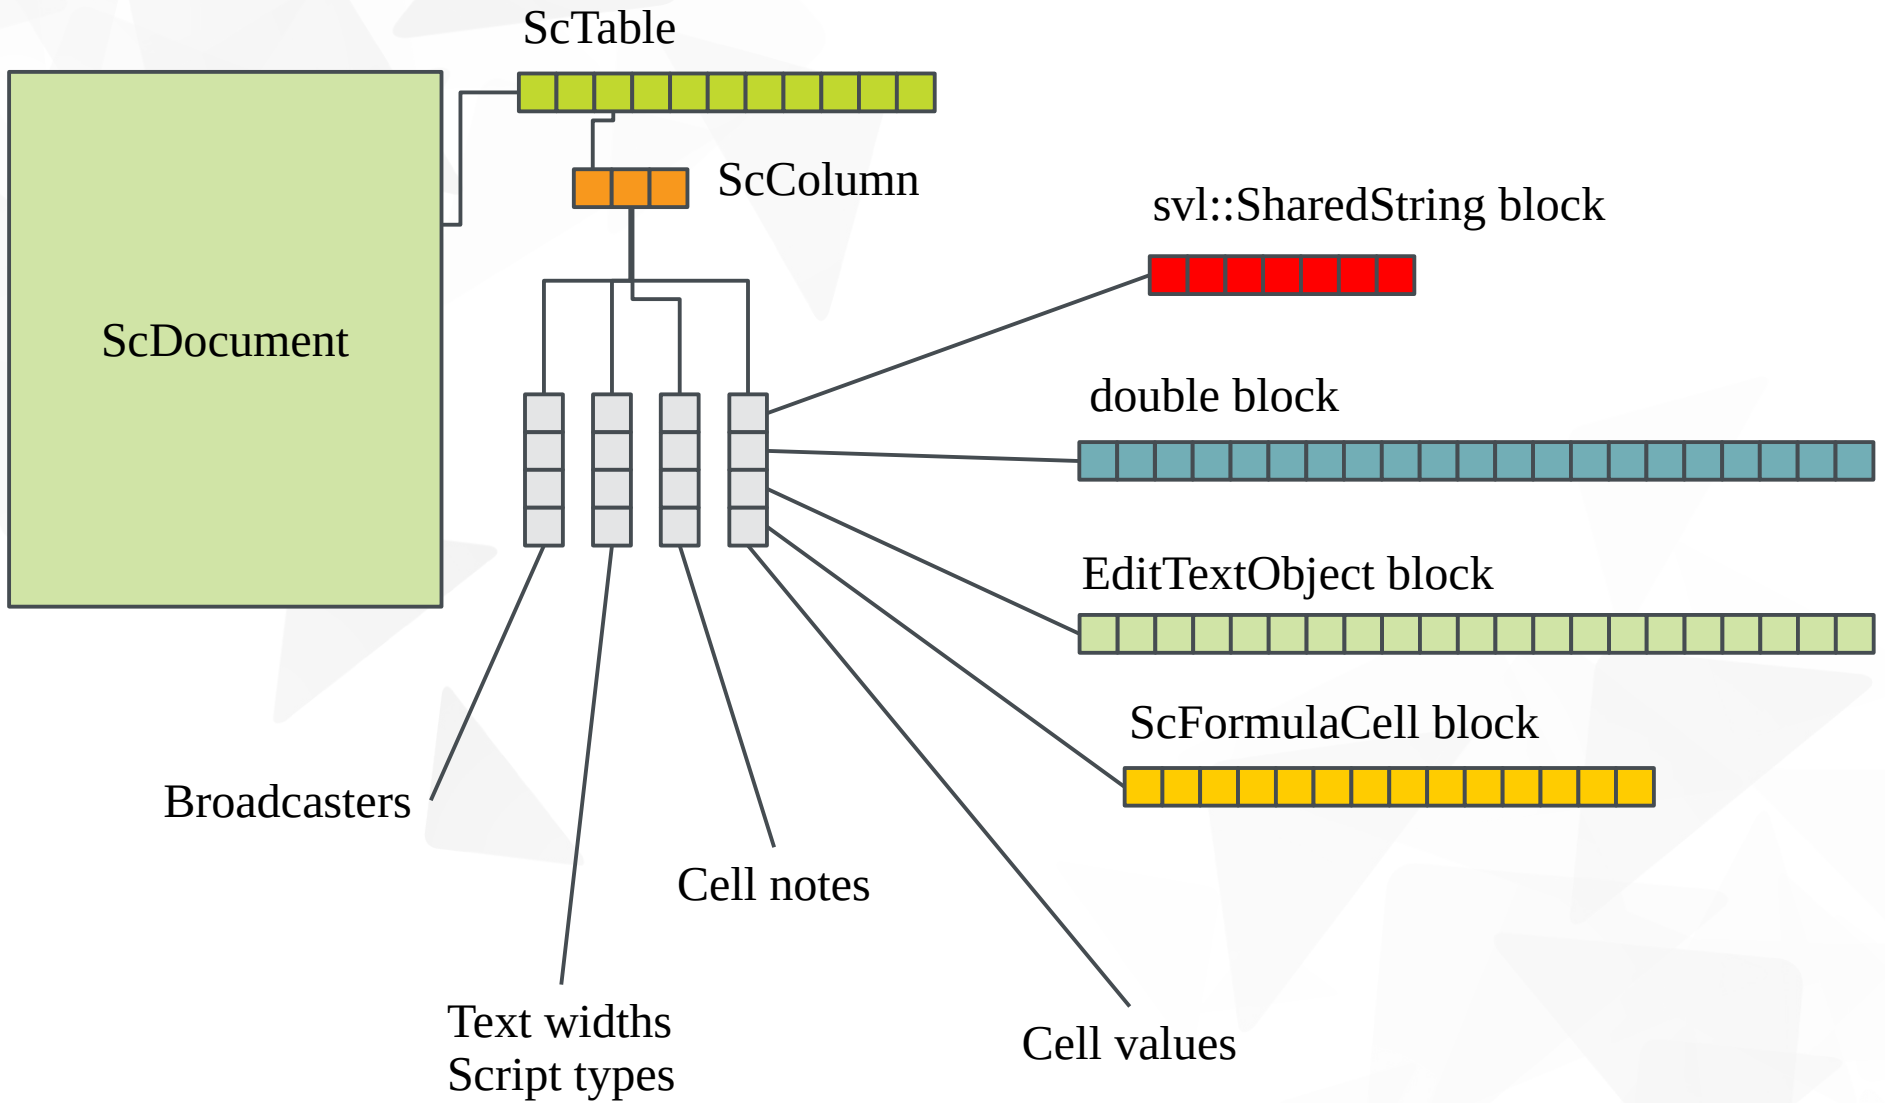 ScTable
ScColumn
svl::SharedString block
ScDocument
double block
EditTextObject block
ScFormulaCell block
Broadcasters
Cell notes
Text widths
Script types
Cell values